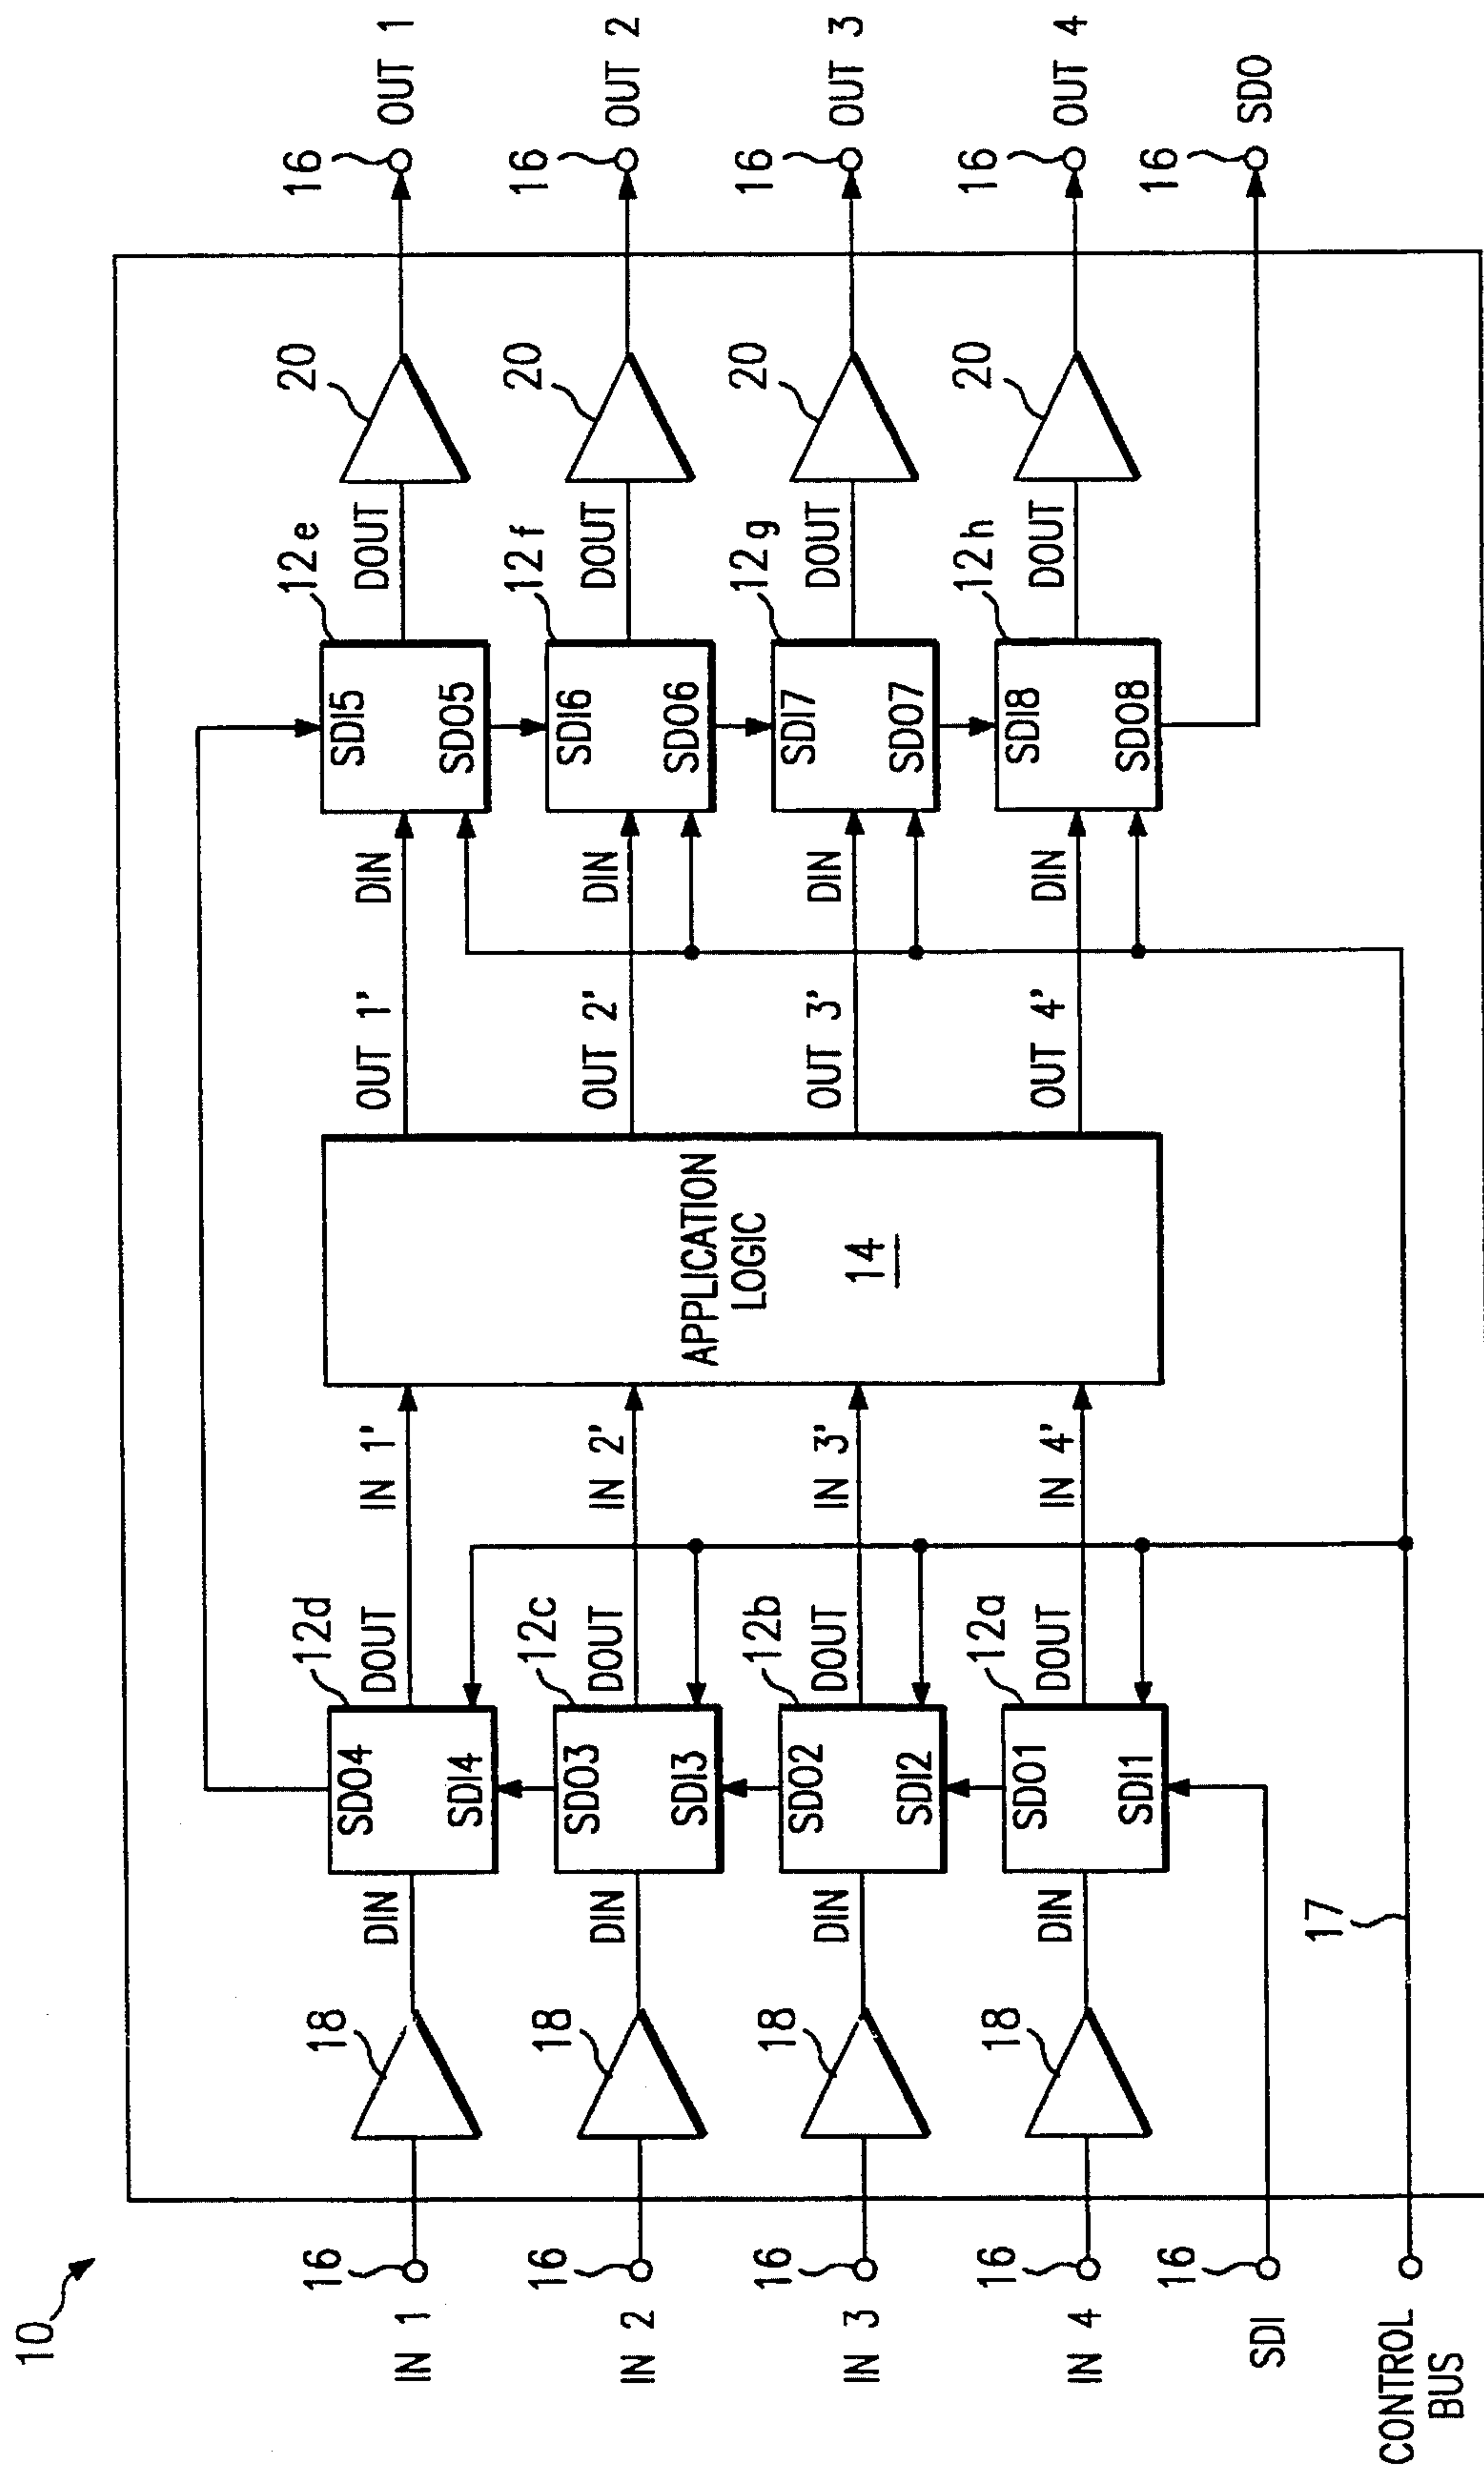 10
IN 1
16
18
DIN
SDO4
SDI4
12d
DOUT
IN 1'
OUT 1'
DIN
SDI5
SDO5
12e
DOUT
20
16
OUT 1
IN 2
16
18
DIN
SDO3
SDI3
12c
DOUT
IN 2'
OUT 2'
DIN
SDI6
SDO6
12f
DOUT
20
16
OUT 2
APPLICATION
LOGIC
14
IN 3
16
18
DIN
SDO2
SDI2
12b
DOUT
IN 3'
OUT 3'
DIN
SDI7
SDO7
12g
DOUT
20
16
OUT 3
IN 4
16
18
DIN
SDO1
SDI1
12a
DOUT
IN 4'
OUT 4'
DIN
SDI8
SDO8
12h
DOUT
20
16
OUT 4
SDI
16
16
SDO
17
CONTROL
BUS